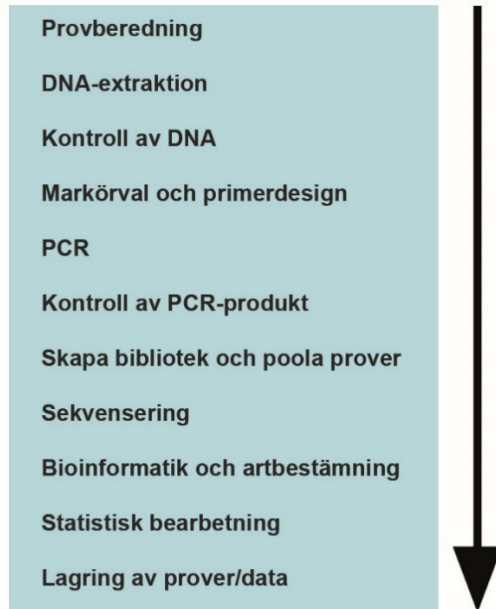 Provberedning
DNA-extraktion
Kontroll av DNA
Markörval och primerdesign
PCR
Kontroll av PCR-produkt
Skapa bibliotek och poola prover
Sekvensering
Bioinformatik och artbestämning
Statistisk bearbetning
Lagring av prover/data